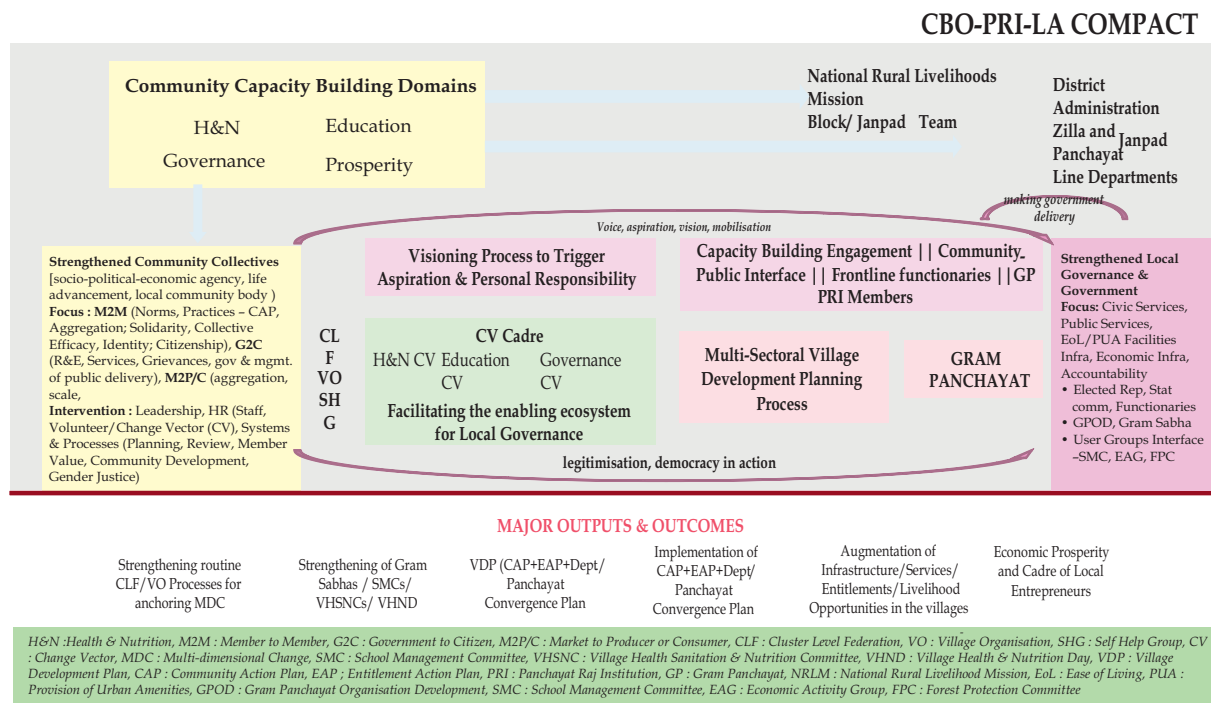 CBO-PRI-LA COMPACT
Community Capacity Building Domains
H&N
Education
Governance
Prosperity
National Rural Livelihoods
Mission
Block/ Janpad Team
District
Administration
Zilla and Janpad
Panchayat
Line Departments
making government
delivery
Voice, aspiration, vision, mobilisation
Strengthened Community Collectives
[socio-political-economic agency, life
advancement, local community body )
Focus : M2M (Norms, Practices – CAP,
Aggregation; Solidarity, Collective
Efficacy, Identity; Citizenship), G2C
(R&E, Services, Grievances, gov & mgmt.
of public delivery), M2P/C (aggregation,
scale,
Intervention : Leadership, HR (Staff,
Volunteer/Change Vector (CV), Systems
& Processes (Planning, Review, Member
Value, Community Development,
Gender Justice)
CL
F
VO
SH
G
Visioning Process to Trigger
Aspiration & Personal Responsibility
CV Cadre
H&N CV Education Governance
CV CV
Facilitating the enabling ecosystem
for Local Governance
Capacity Building Engagement || Community-
Public Interface || Frontline functionaries ||GP
PRI Members
Multi-Sectoral Village
Development Planning
Process
GRAM
PANCHAYAT
legitimisation, democracy in action
Strengthened Local
Governance &
Government
Focus: Civic Services,
Public Services,
EoL/PUA Facilities
Infra, Economic Infra,
Accountability
• Elected Rep, Stat
comm, Functionaries
• GPOD, Gram Sabha
• User Groups Interface
–SMC, EAG, FPC
MAJOR OUTPUTS & OUTCOMES
Strengthening routine
CLF/VO Processes for
anchoring MDC
Strengthening of Gram
Sabhas / SMCs/
VHSNCs/ VHND
VDP (CAP+EAP+Dept/
Panchayat
Convergence Plan
Implementation of
CAP+EAP+Dept/
Panchayat
Convergence Plan
Augmentation of
Infrastructure/Services/
Entitlements/Livelihood
Opportunities in the villages
Economic Prosperity
and Cadre of Local
Entrepreneurs
H&N :Health & Nutrition, M2M : Member to Member, G2C : Government to Citizen, M2P/C : Market to Producer or Consumer, CLF : Cluster Level Federation, VO : Village Organisation, SHG : Self Help Group, CV
: Change Vector, MDC : Multi-dimensional Change, SMC : School Management Committee, VHSNC : Village Health Sanitation & Nutrition Committee, VHND : Village Health & Nutrition Day, VDP : Village
Development Plan, CAP : Community Action Plan, EAP ; Entitlement Action Plan, PRI : Panchayat Raj Institution, GP : Gram Panchayat, NRLM : National Rural Livelihood Mission, EoL : Ease of Living, PUA :
Provision of Urban Amenities, GPOD : Gram Panchayat Organisation Development, SMC : School Management Committee, EAG : Economic Activity Group, FPC : Forest Protection Committee